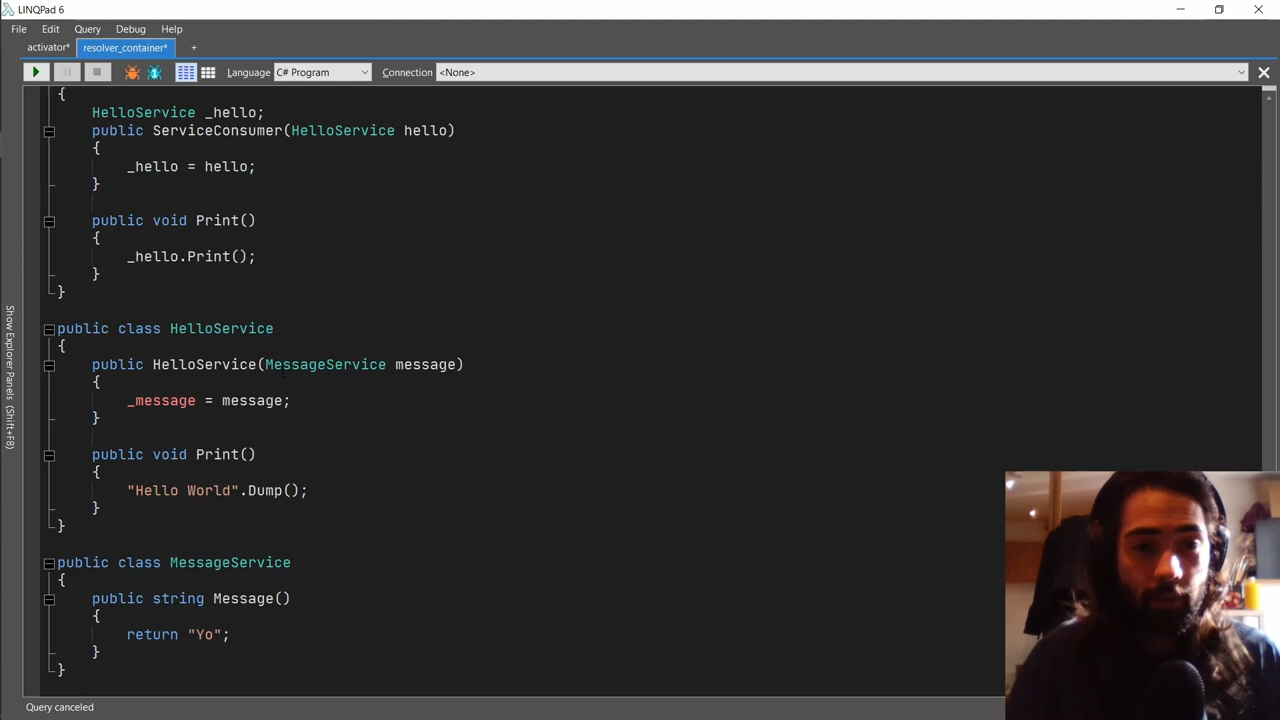 LINQPad 6
File Edit Query Debug Help
activator* resolver_container* +
Language C# Program Connection <None>
{
HelloService _hello;
public ServiceConsumer(HelloService hello)
{
_hello = hello;
}
public void Print()
{
_hello.Print();
}
}
public class HelloService
{
public HelloService(MessageService message)
{
_message = message;
}
public void Print()
{
"Hello World".Dump();
}
}
public class MessageService
{
public string Message()
{
return "Yo";
}
}
Show Explorer Panels (Shift+F8)
Query canceled